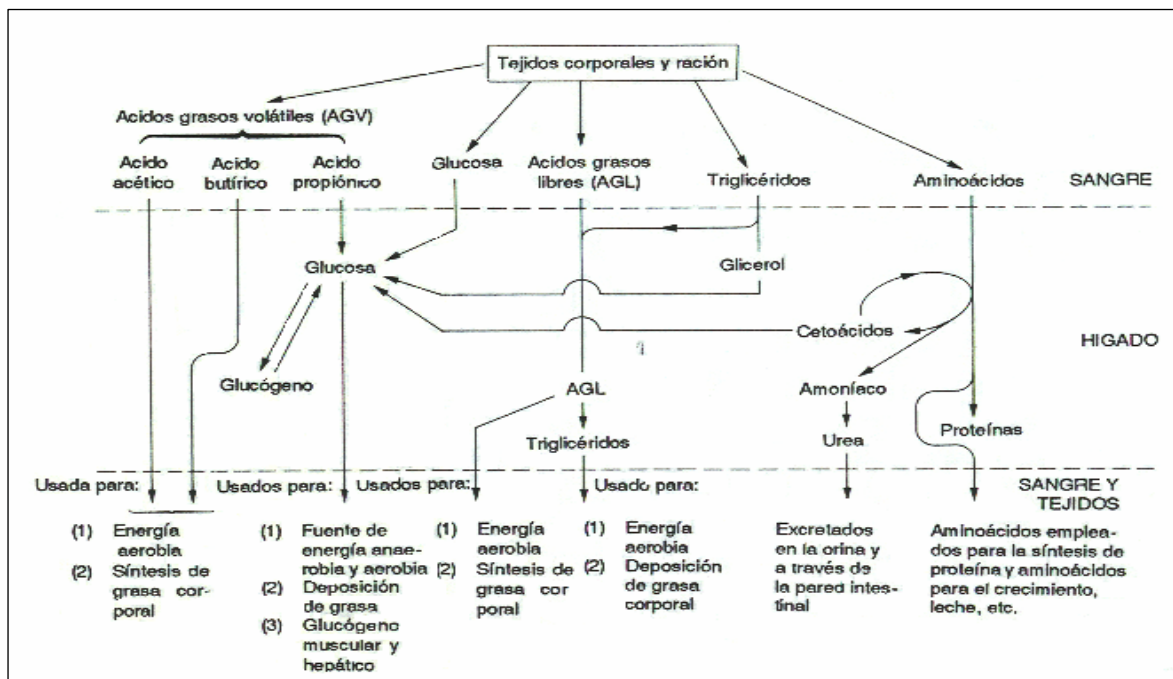 Tejidos corporales y ración
Acidos grasos volátiles (AGV)
Acido
acético
Acido
butírico
Acido
propiónico
Glucosa
Acidos grasos
libres (AGL)
Triglicéridos
Aminoácidos
SANGRE
Glucosa
Glicerol
Cetoácidos
HIGADO
Glucógeno
AGL
Amoníaco
Triglicéridos
Urea
Proteínas
Usada para:
Usados para:
Usados para:
Usado para:
SANGRE Y
TEJIDOS
(1) Energía
aerobia
(2) Síntesis de
grasa cor-
poral
(1) Fuente de
energía anae-
robia y aerobia
(2) Deposición
de grasa
(3) Glucógeno
muscular y
hepático
(1) Energía
aerobia
(2) Síntesis de
grasa cor
poral
(1) Energía
aerobia
(2) Deposición
de grasa
corporal
Excretados
en la orina y
a través de
la pared intes-
tinal
Aminoácidos emplea-
dos para la síntesis de
proteína y aminoácidos
para el crecimiento,
leche, etc.